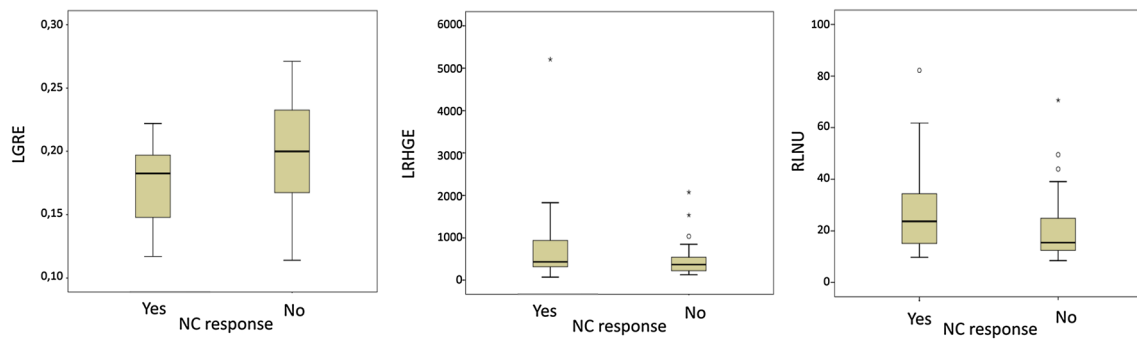 0,30
0,25
0,20
0,15
0,10
LGRE
Yes No
NC response
6000
5000
4000
3000
2000
1000
0
LRHGE
*
*
*
o
Yes No
NC response
100
80
60
40
20
0
RLNU
o
*
o
o
Yes No
NC response